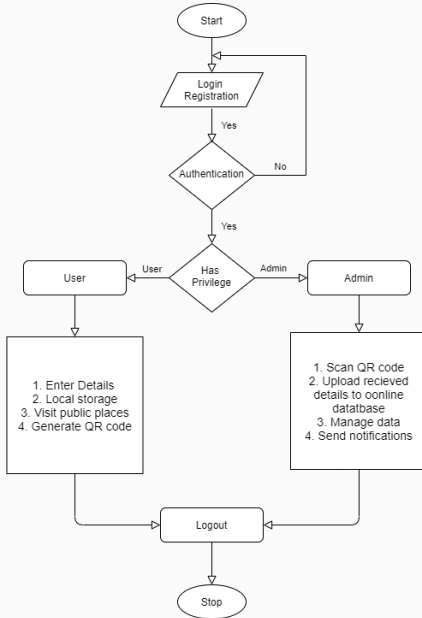 Start
Login
Registration
Yes
Authentication
No
Yes
User
User
Has
Privilege
Admin
Admin
1. Enter Details
2. Local storage
3. Visit public places
4. Generate QR code
1. Scan QR code
2. Upload recieved
details to oonline
datatbase
3. Manage data
4. Send notifications
Logout
Stop